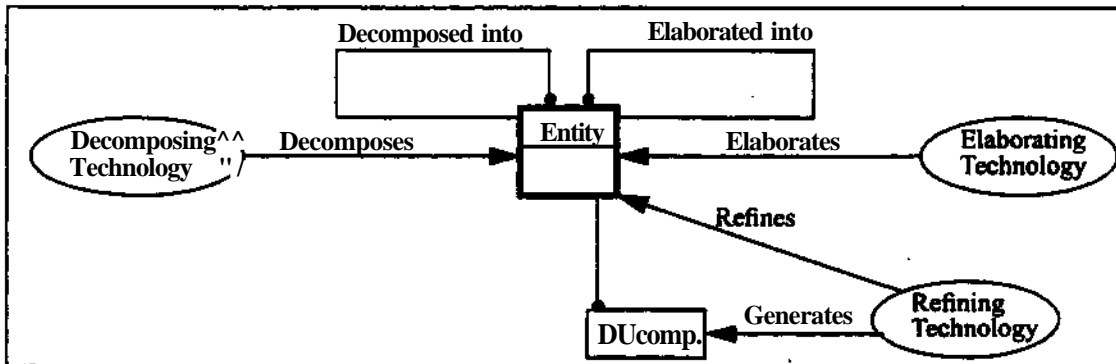 Decomposed into
Elaborated into
Decomposing^^
Technology "/
Decomposes
Entity
Elaborates
Elaborating
Technology
Refines
Refining
Technology
DUcomp.
Generates